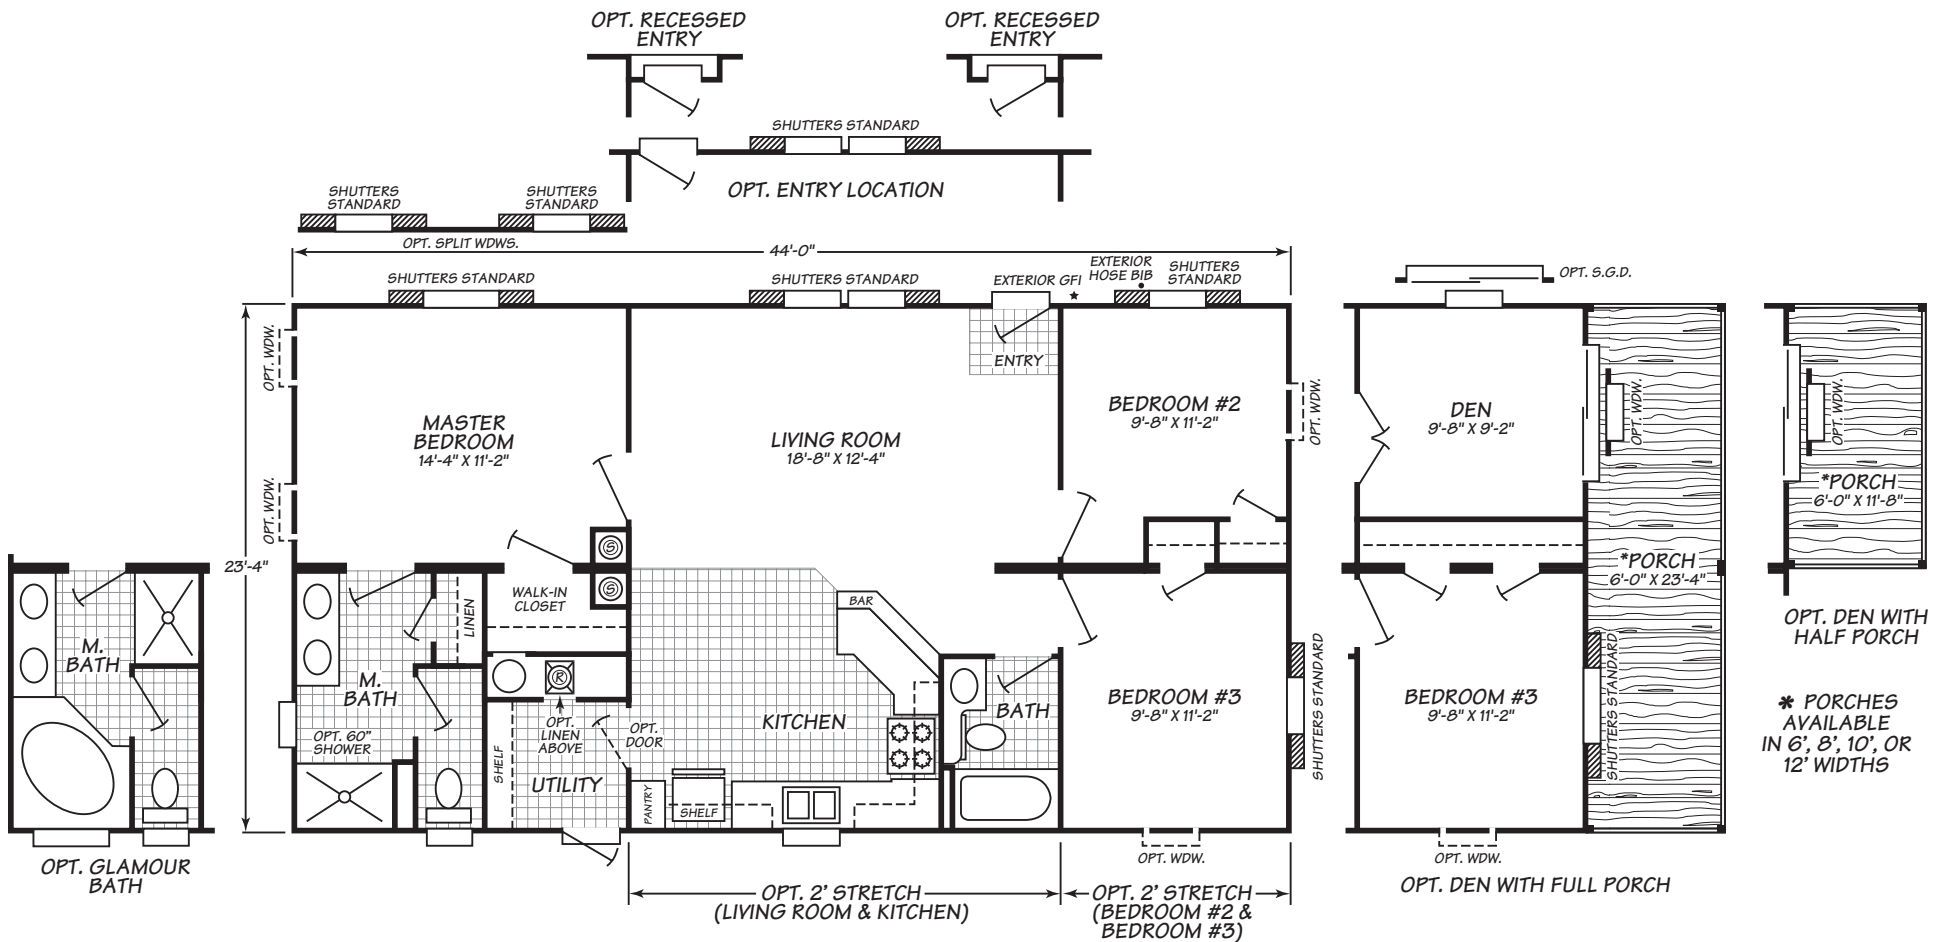 OPT. RECESSED
ENTRY
OPT. RECESSED
ENTRY
SHUTTERS STANDARD
OPT. ENTRY LOCATION
SHUTTERS
STANDARD
SHUTTERS
STANDARD
OPT. SPLIT WDWS.
44'-0"
SHUTTERS STANDARD
SHUTTERS STANDARD
EXTERIOR GFI
EXTERIOR
HOSE BIB
SHUTTERS
STANDARD
OPT. S.G.D.
OPT. WDW.
OPT. WDW.
23'-4"
MASTER
BEDROOM
14'-4" X 11'-2"
LIVING ROOM
18'-8" X 12'-4"
ENTRY
BEDROOM #2
9'-8" X 11'-2"
OPT. WDW.
DEN
9'-8" X 9'-2"
OPT. WDW.
*PORCH
6'-0" X 23'-4"
OPT. WDW.
*PORCH
6'-0" X 11'-8"
OPT. DEN WITH
HALF PORCH
* PORCHES
AVAILABLE
IN 6', 8', 10', OR
12' WIDTHS
M.
BATH
OPT. GLAMOUR
BATH
M.
BATH
OPT. 60"
SHOWER
LINEN
WALK-IN
CLOSET
S
S
R
OPT.
LINEN
ABOVE
SHELF
UTILITY
OPT.
DOOR
KITCHEN
BAR
PANTRY
SHELF
BATH
BEDROOM #3
9'-8" X 11'-2"
SHUTTERS STANDARD
BEDROOM #3
9'-8" X 11'-2"
SHUTTERS STANDARD
OPT. WDW.
OPT. WDW.
OPT. DEN WITH FULL PORCH
OPT. 2' STRETCH
(LIVING ROOM & KITCHEN)
OPT. 2' STRETCH
(BEDROOM #2 &
BEDROOM #3)